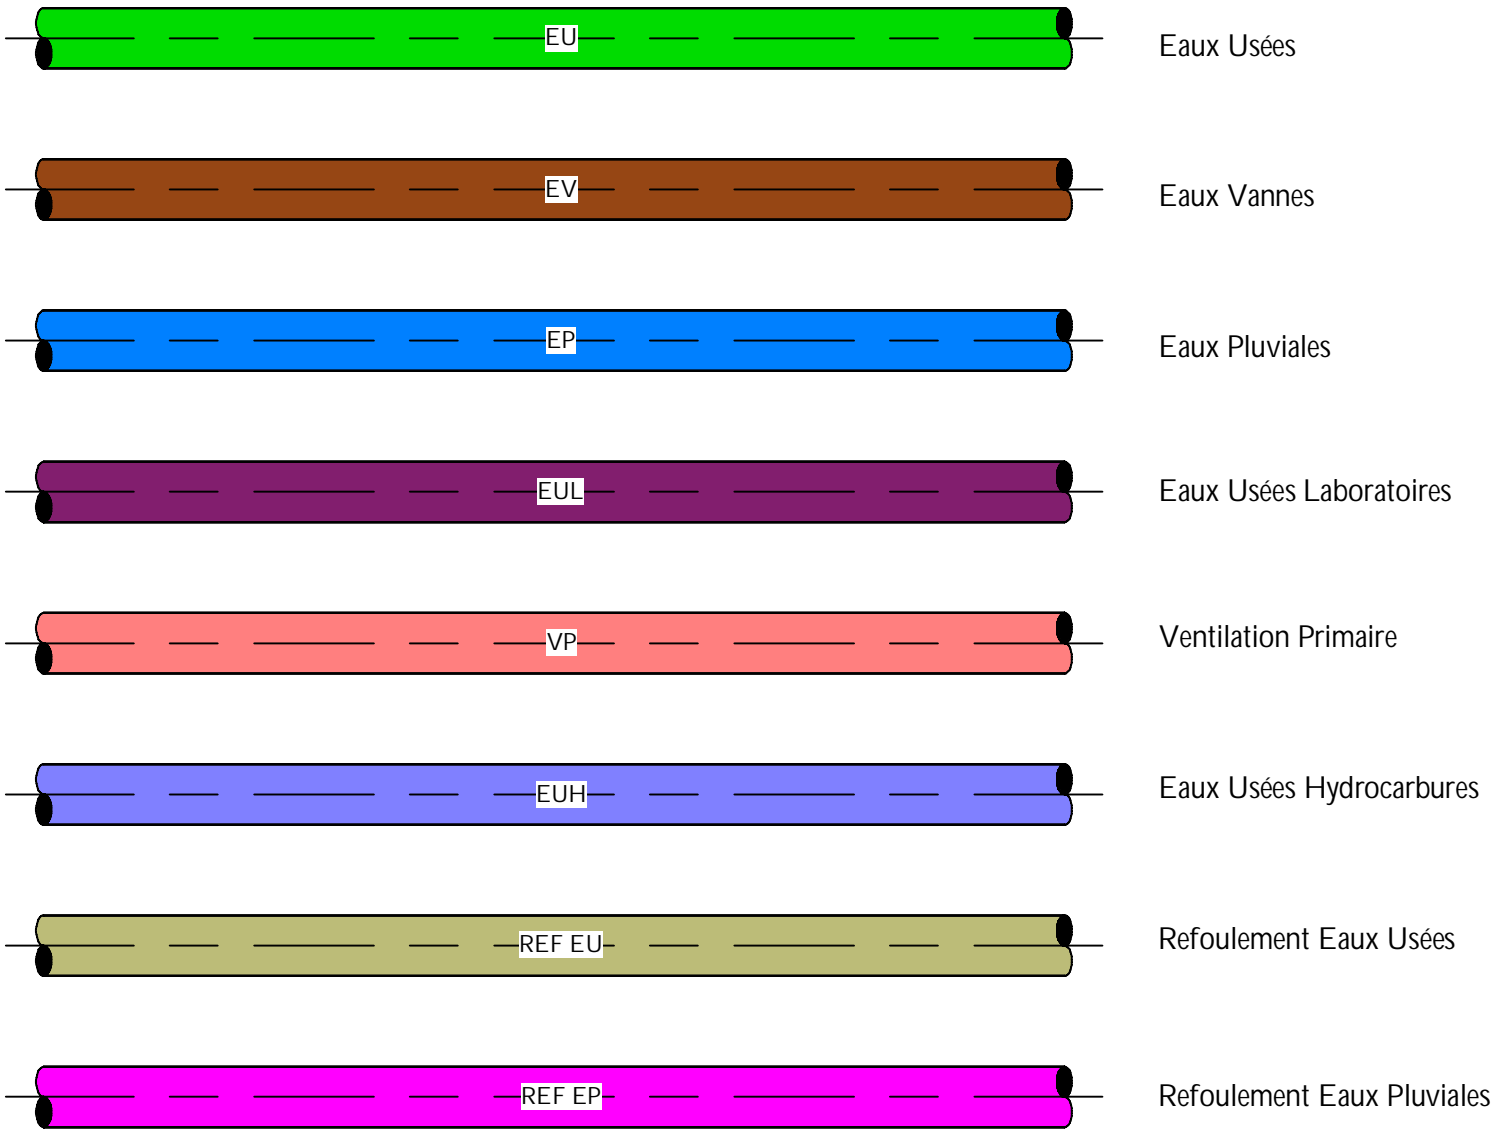 EU
Eaux Usées
EV
Eaux Vannes
EP
Eaux Pluviales
EUL
Eaux Usées Laboratoires
VP
Ventilation Primaire
EUH
Eaux Usées Hydrocarbures
REF EU
Refoulement Eaux Usées
REF EP
Refoulement Eaux Pluviales